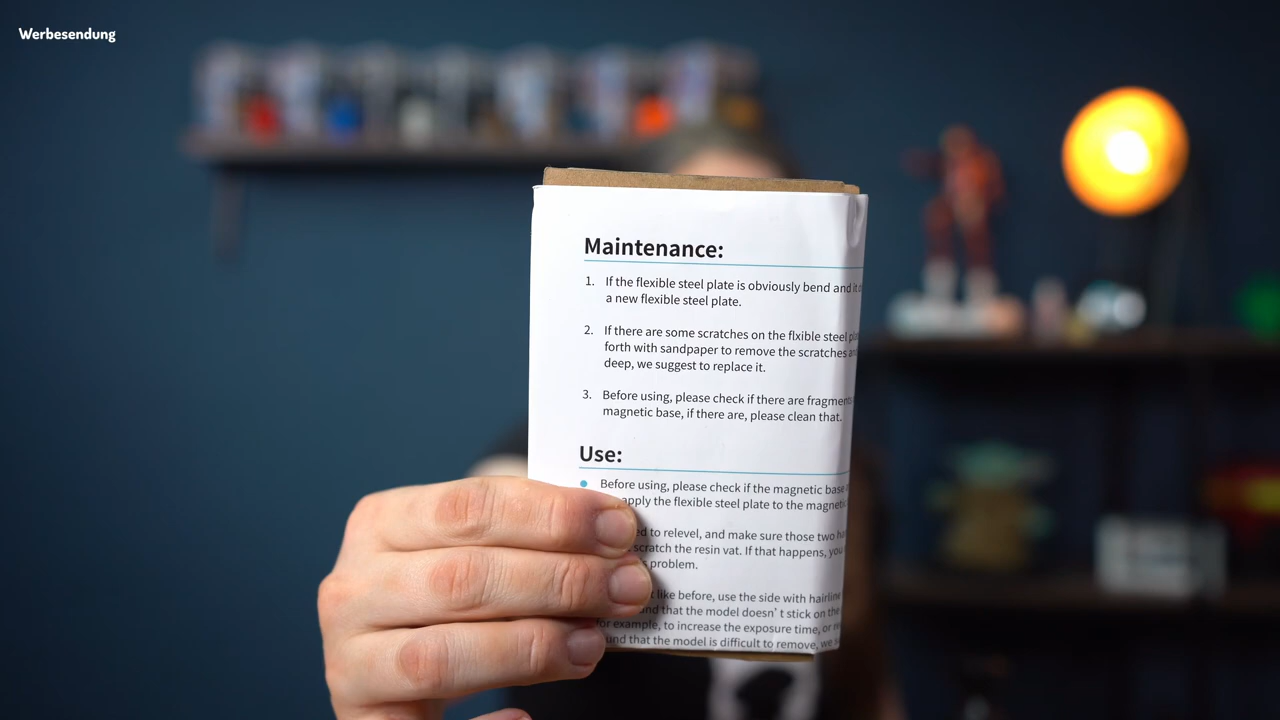 Werbesendung
Maintenance:
1. If the flexible steel plate is obviously bend and it
a new flexible steel plate.
2. If there are some scratches on the flxible steel
forth with sandpaper to remove the scratches
deep, we suggest to replace it.
3. Before using, please check if there are
magnetic base, if there are, please clean that.
Use:
Before using, please check if the magnetic base
apply the flexible steel plate to the magnetic
to relevel, and make sure those two
scratch the resin vat. If that happens, you
problem.
like before, use the side with hairline
and that the model doesn't stick on the
for example, to increase the exposure time, or
that the model is difficult to remove, we